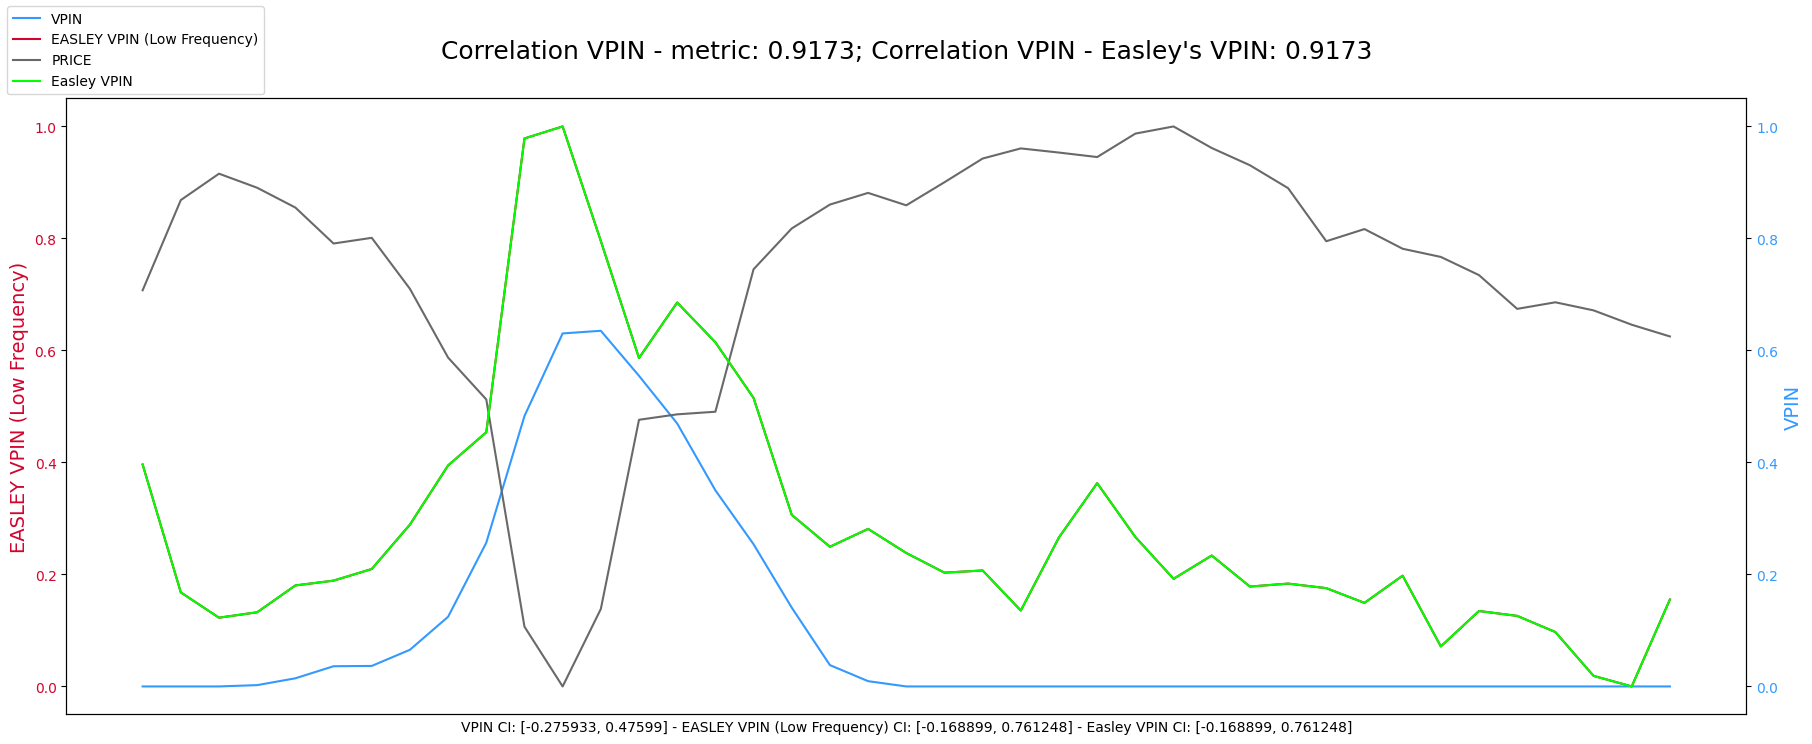 VPIN
EASLEY VPIN (Low Frequency)
PRICE
Easley VPIN
Correlation VPIN - metric: 0.9173; Correlation VPIN - Easley's VPIN: 0.9173
EASLEY VPIN (Low Frequency)
1.0
0.8
0.6
0.4
0.2
0.0
1.0
0.8
0.6
0.4
0.2
0.0
VPIN
VPIN CI: [-0.275933, 0.47599] - EASLEY VPIN (Low Frequency) CI: [-0.168899, 0.761248] - Easley VPIN CI: [-0.168899, 0.761248]